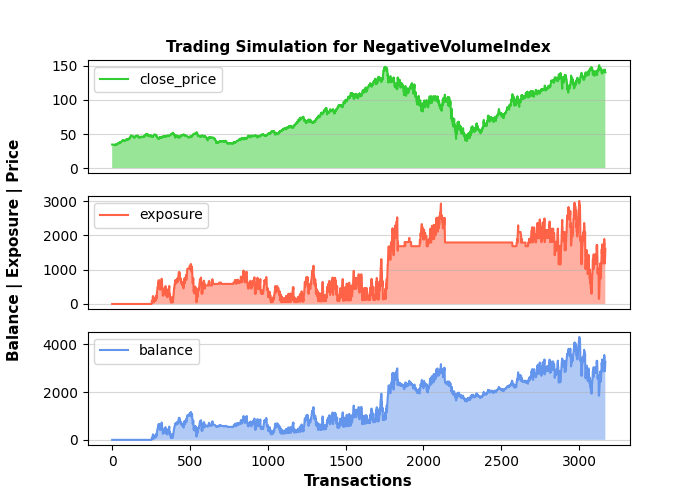 Trading Simulation for NegativeVolumeIndex
150
100
50
0
close_price
3000
2000
1000
0
exposure
4000
2000
0
balance
0 500 1000 1500 2000 2500 3000
Transactions
Balance | Exposure | Price